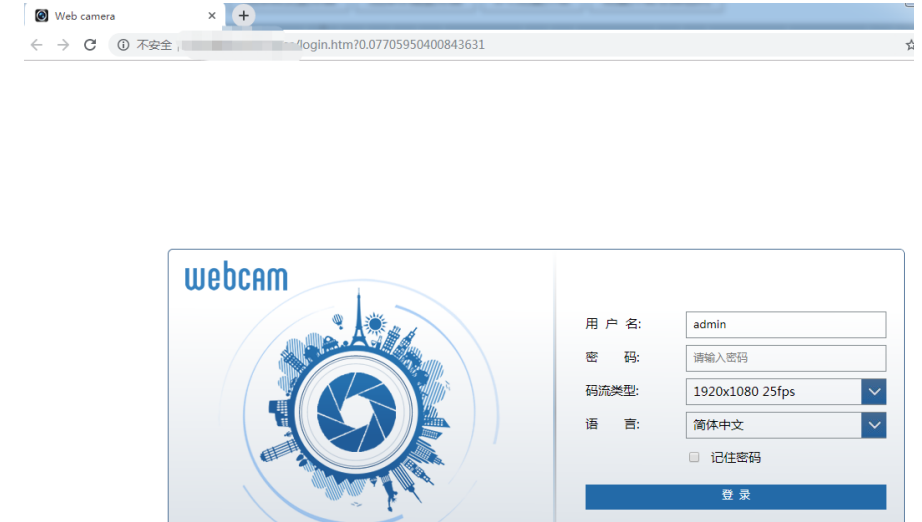 Web camera
不安全
/login.htm?0.07705950400843631
webcam
用 户 名: admin
密 码: 请输入密码
码流类型: 1920x1080 25fps
语 言: 简体中文
记住密码
登 录